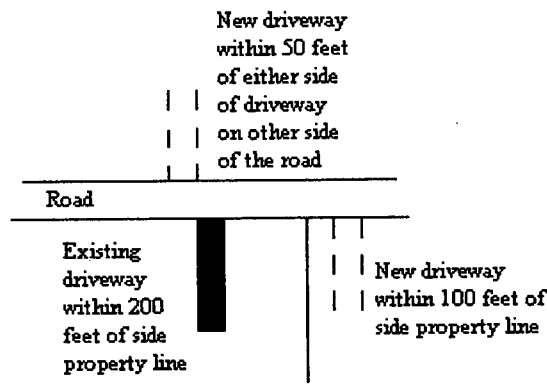 New driveway
within 50 feet
of either side
of driveway
on other side
of the road
Road
Existing
driveway
within 200
feet of side
property line
New driveway
within 100 feet of
side property line